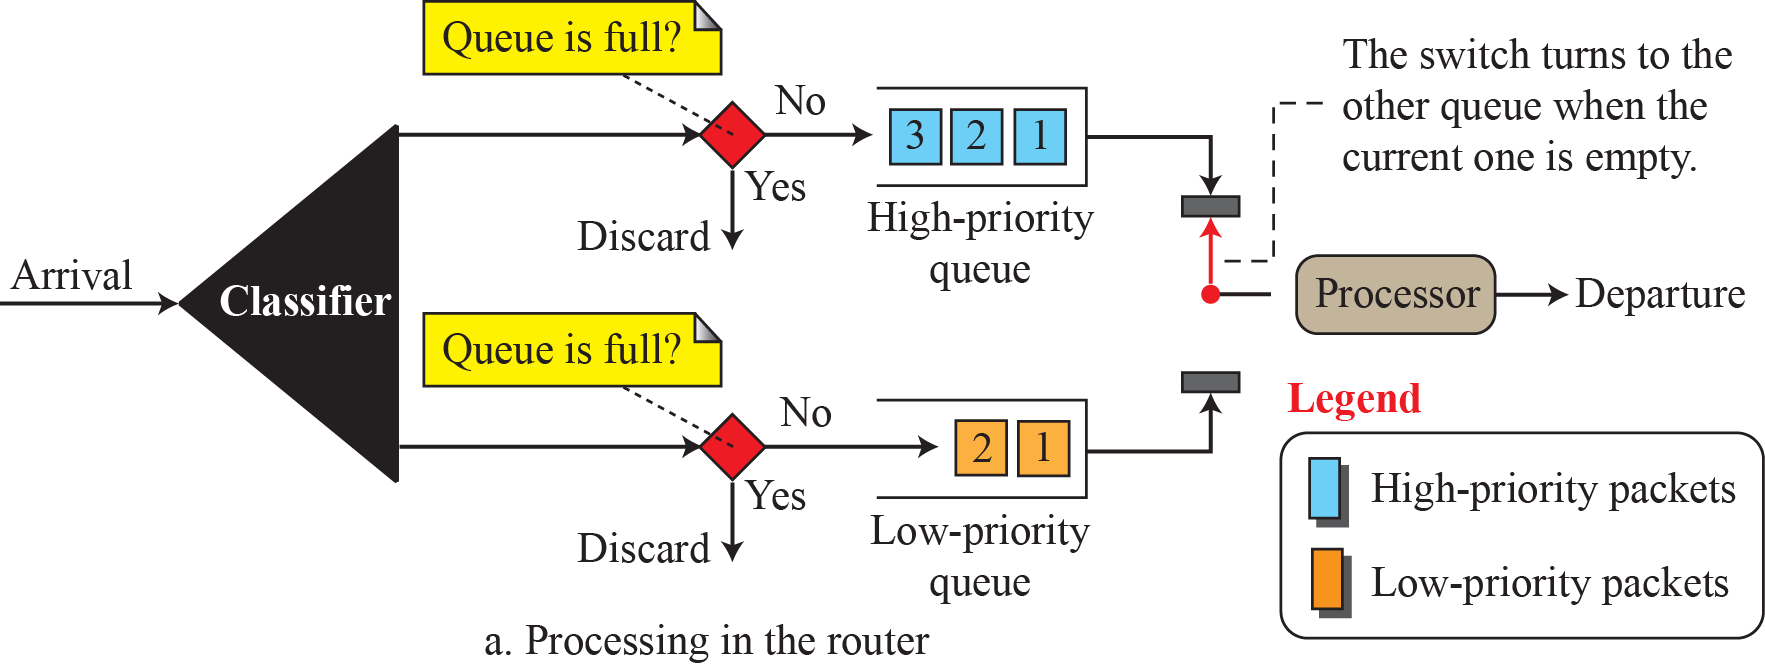 Queue is full?
No
3 2 1
Yes
Discard
High-priority
queue
The switch turns to the
other queue when the
current one is empty.
Arrival
Classifier
Processor
Departure
Queue is full?
No
2 1
Yes
Discard
Low-priority
queue
Legend
High-priority packets
Low-priority packets
a. Processing in the router